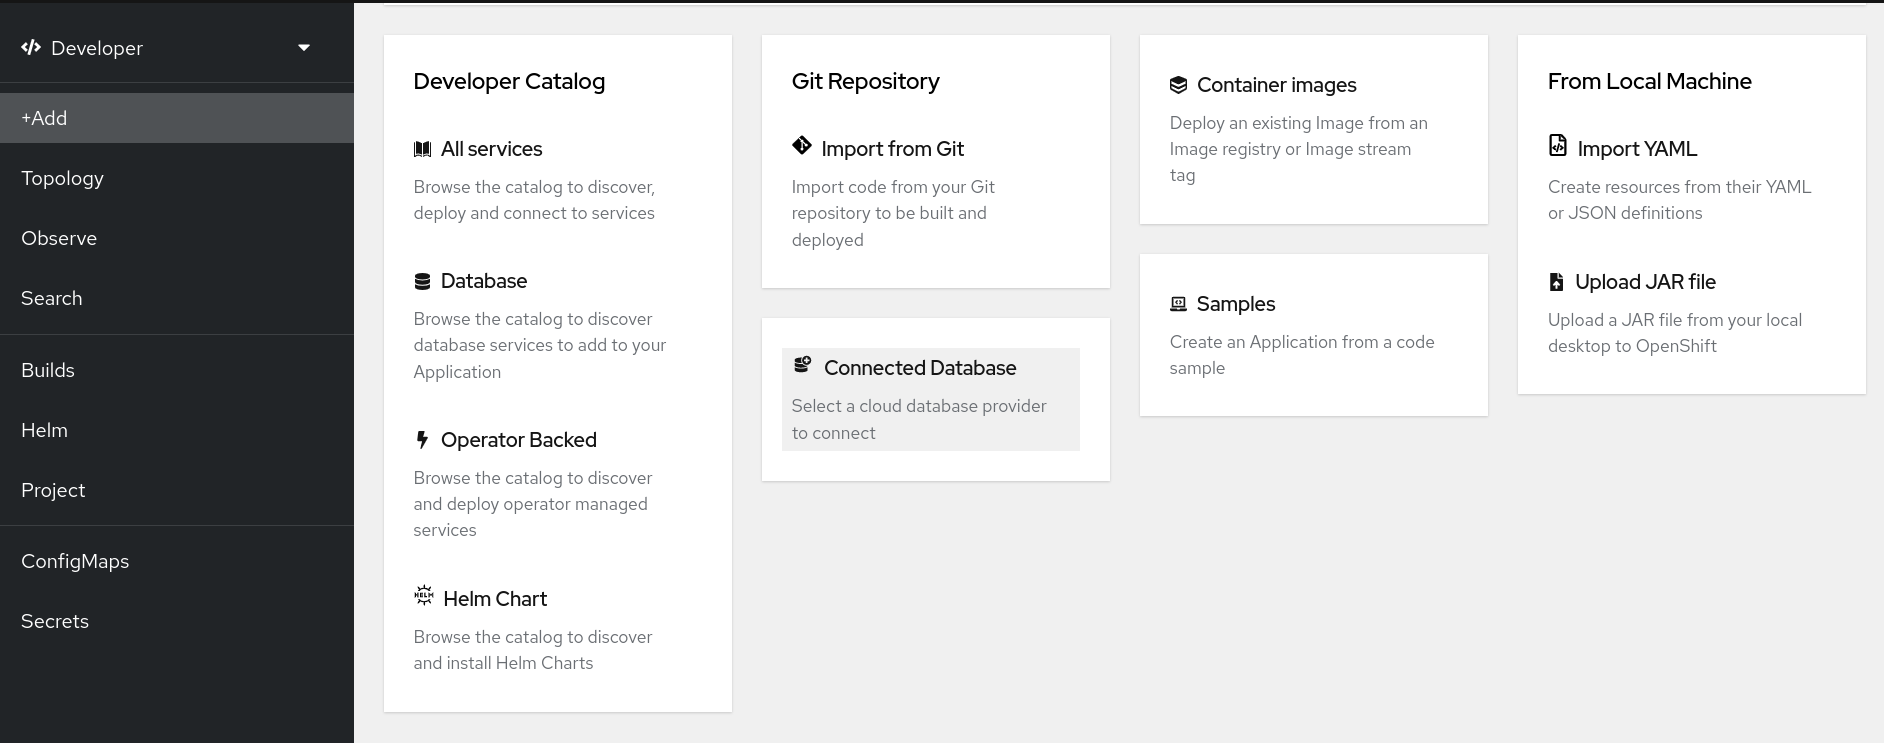 Developer
+Add
Topology
Observe
Search
Builds
Helm
Project
ConfigMaps
Secrets
Developer Catalog
All services
Browse the catalog to discover,
deploy and connect to services
Database
Browse the catalog to discover
database services to add to your
Application
Operator Backed
Browse the catalog to discover
and deploy operator managed
services
HELM
Helm Chart
Browse the catalog to discover
and install Helm Charts
Git Repository
Import from Git
Import code from your Git
repository to be built and
deployed
Connected Database
Select a cloud database provider
to connect
Container images
Deploy an existing Image from an
Image registry or Image stream
tag
Samples
Create an Application from a code
sample
From Local Machine
Import YAML
Create resources from their YAML
or JSON definitions
Upload JAR file
Upload a JAR file from your local
desktop to OpenShift